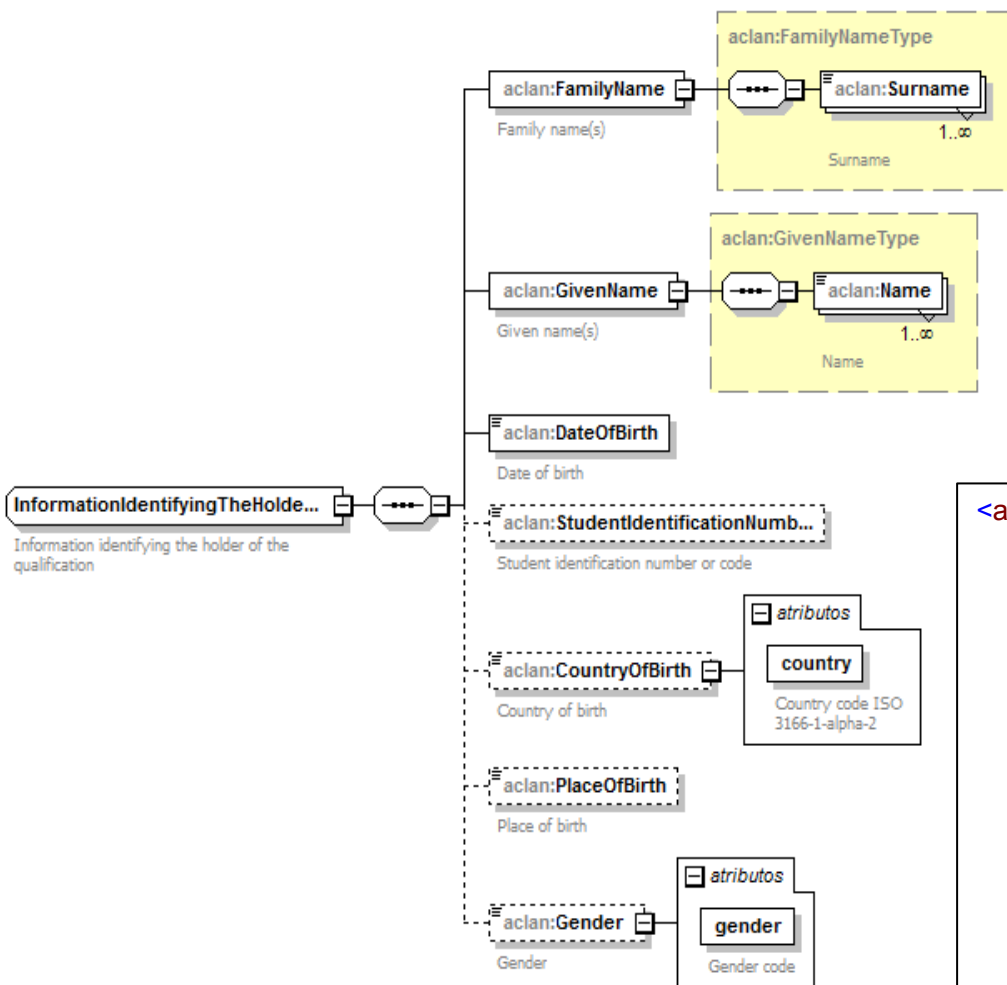 aclan:FamilyNameType
aclan:FamilyName
aclan:Surname
1..∞
Family name(s)
Surname
aclan:GivenNameType
aclan:GivenName
aclan:Name
1..∞
Given name(s)
Name
aclan:DateOfBirth
Date of birth
InformationIdentifyingTheHolde...
Information identifying the holder of the
qualification
<a
aclan:StudentIdentificationNumb...
Student identification number or code
atributos
aclan:CountryOfBirth
country
Country of birth
Country code ISO
3166-1-alpha-2
aclan:PlaceOfBirth
Place of birth
atributos
aclan:Gender
gender
Gender
Gender code